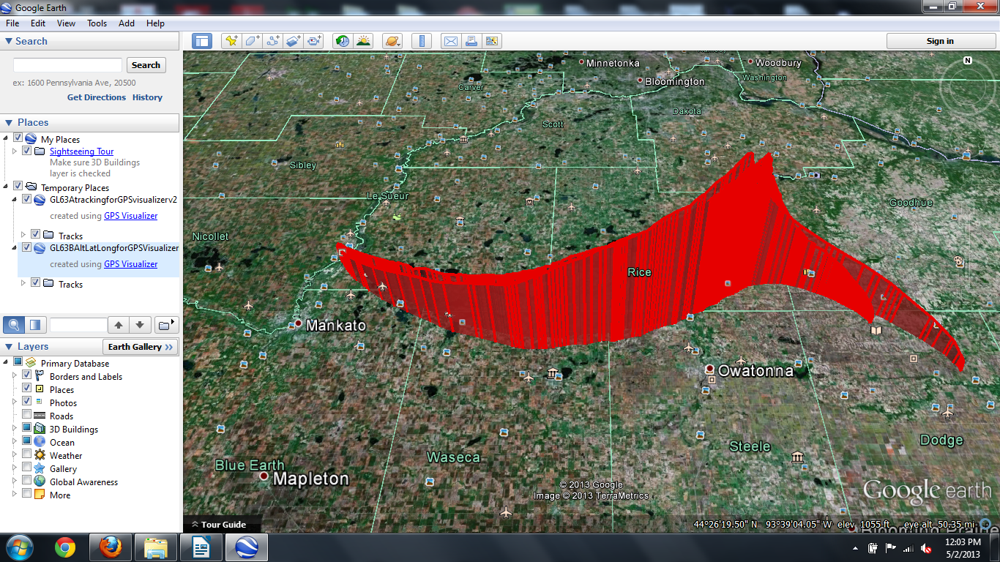 Google Earth
File Edit View Tools Add Help
Search
Search
ex: 1600 Pennsylvania Ave, 20500
Get Directions History
Places
My Places
Sightseeing Tour
Make sure 3D Buildings
layer is checked
Temporary Places
GL63AtrackingforGPSvisualizerv2
created using GPS Visualizer
Tracks
GL63BAltLatLongforGPSVisualizer
created using GPS Visualizer
Tracks
Layers
Earth Gallery >>
Primary Database
Borders and Labels
Places
Photos
Roads
3D Buildings
Ocean
Weather
Gallery
Global Awareness
More
Sign in
N
Minnetonka
Woodbury
Washington
Bloomington
Carver
Dakota
Scott
Sibley
Le Sueur
Goodhue
Nicollet
Rice
Mankato
Owatonna
Steele
Dodge
Waseca
Blue Earth
Mapleton
© 2013 Google
Image © 2013 TerraMetrics
Google earth
Tour Guide
44°26'19.50" N 93°39'04.05" W elev 1055 ft eye alt 50.35 mi
Blooming Prairie
12:03 PM
5/2/2013